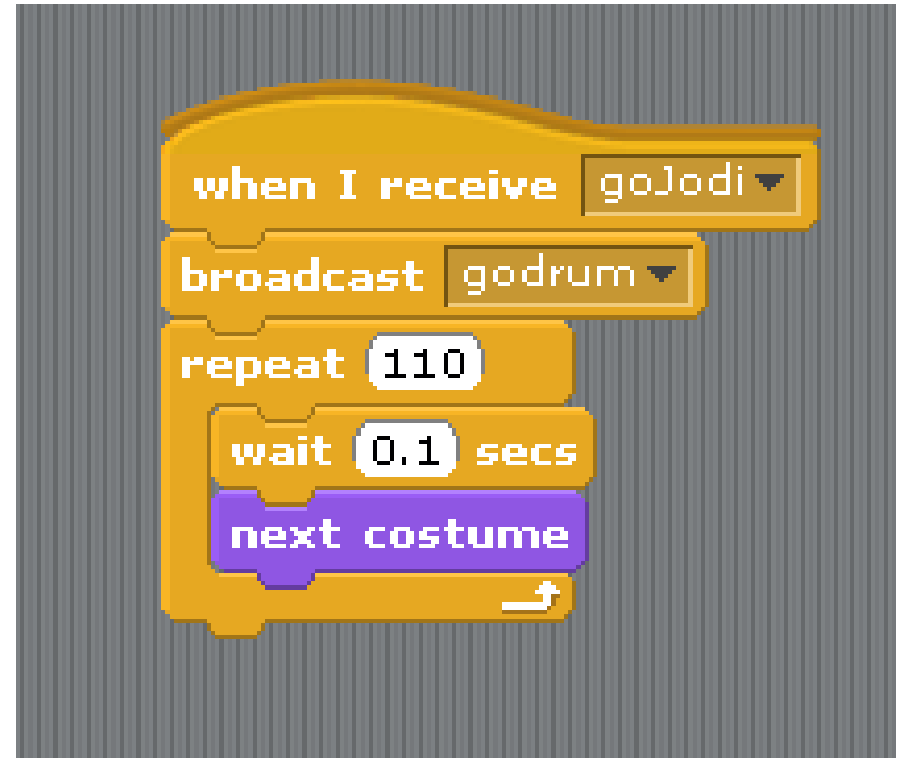 when I receive goJodi
broadcast godrum
repeat 110
wait 0.1 secs
next costume